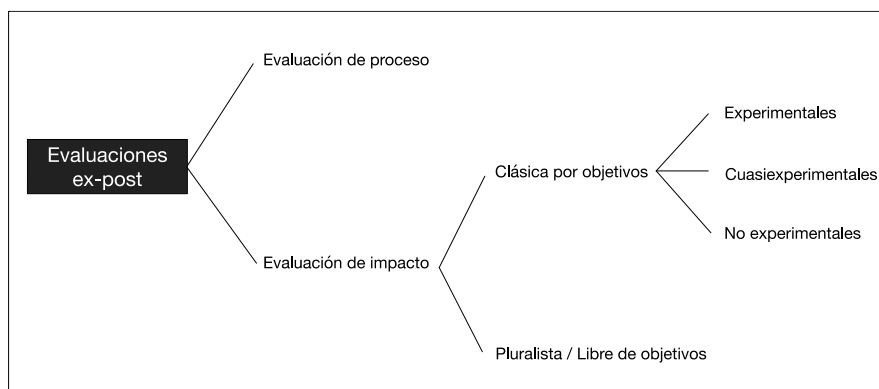 Evaluación de proceso
Experimentales
Evaluaciones
ex-post
Clásica por objetivos
Cuasiexperimentales
No experimentales
Evaluación de impacto
Pluralista / Libre de objetivos